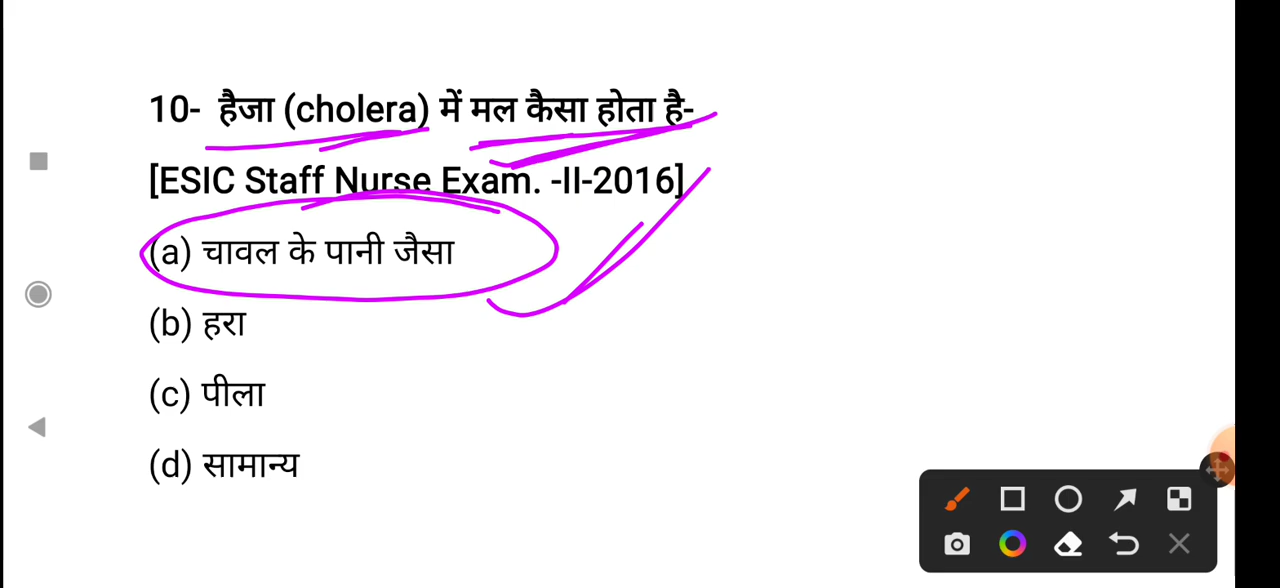 10- हैजा (cholera) में मल कैसा होता है-
[ESIC Staff Nurse Exam. -II-2016]
(a) चावल के पानी जैसा
(b) हरा
(c) पीला
(d) सामान्य